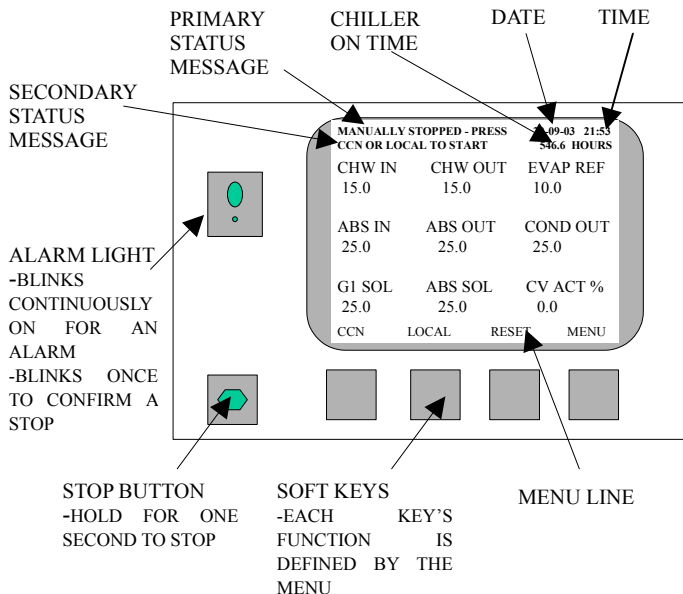 PRIMARY
STATUS
MESSAGE
CHILLER
ON TIME
DATE
TIME
SECONDARY
STATUS
MESSAGE
MANUALLY STOPPED - PRESS -09-03 21:53
CCN OR LOCAL TO START 546.6 HOURS
CHW IN CHW OUT EVAP REF
15.0 15.0 10.0
ABS IN ABS OUT COND OUT
25.0 25.0 25.0
G1 SOL ABS SOL CV ACT %
25.0 25.0 0.0
CCN LOCAL RESET MENU
ALARM LIGHT
-BLINKS
CONTINUOUSLY
ON FOR AN
ALARM
-BLINKS ONCE
TO CONFIRM A
STOP
STOP BUTTON
-HOLD FOR ONE
SECOND TO STOP
SOFT KEYS
-EACH KEY'S
FUNCTION IS
DEFINED BY THE
MENU
MENU LINE